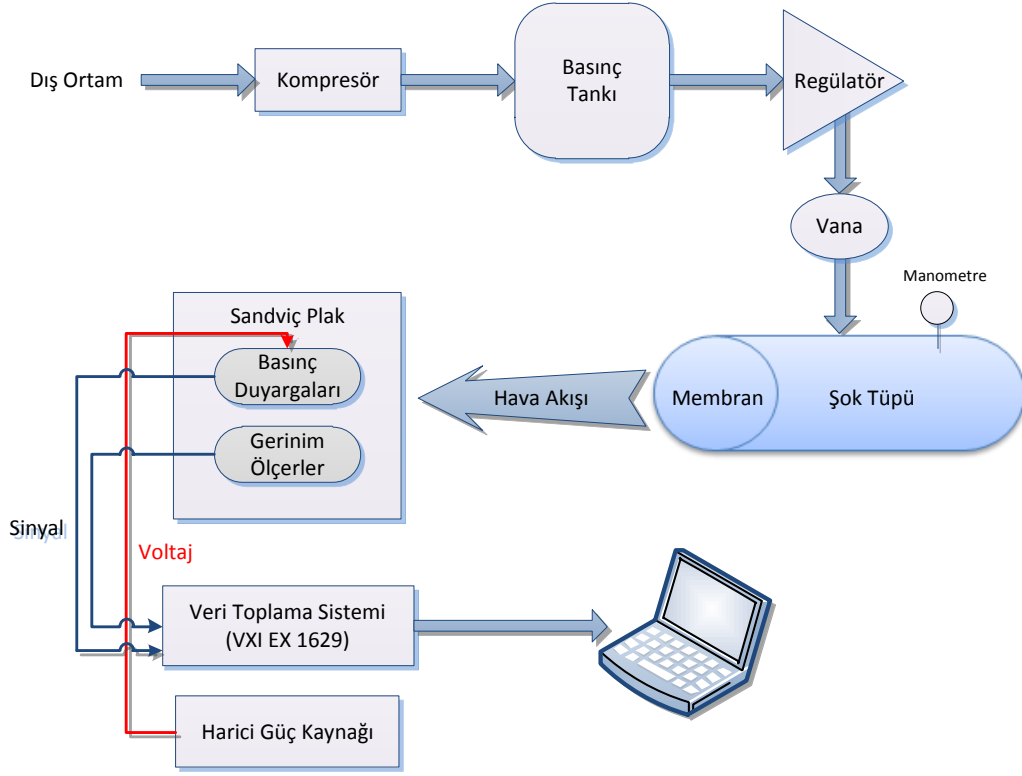 Dış Ortam
Kompresör
Basınç
Tankı
Regülatör
Vana
Manometre
Sandviç Plak
Basınç
Duyargaları
Gerinim
Ölçerler
Hava Akışı
Membran
Şok Tüpü
Sinyal
Voltaj
Veri Toplama Sistemi
(VXI EX 1629)
Harici Güç Kaynağı